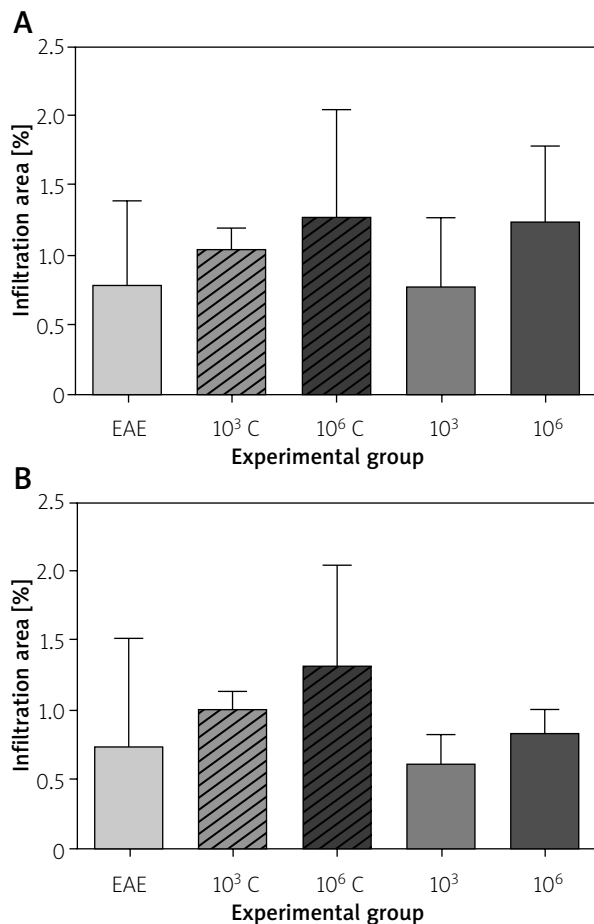 A
2.5
2.0
1.5
1.0
0.5
0
Infiltration area [%]
EAE 10³ C 10⁶ C 10³ 10⁶
Experimental group
B
2.5
2.0
1.5
1.0
0.5
0
Infiltration area [%]
EAE 10³ C 10⁶ C 10³ 10⁶
Experimental group